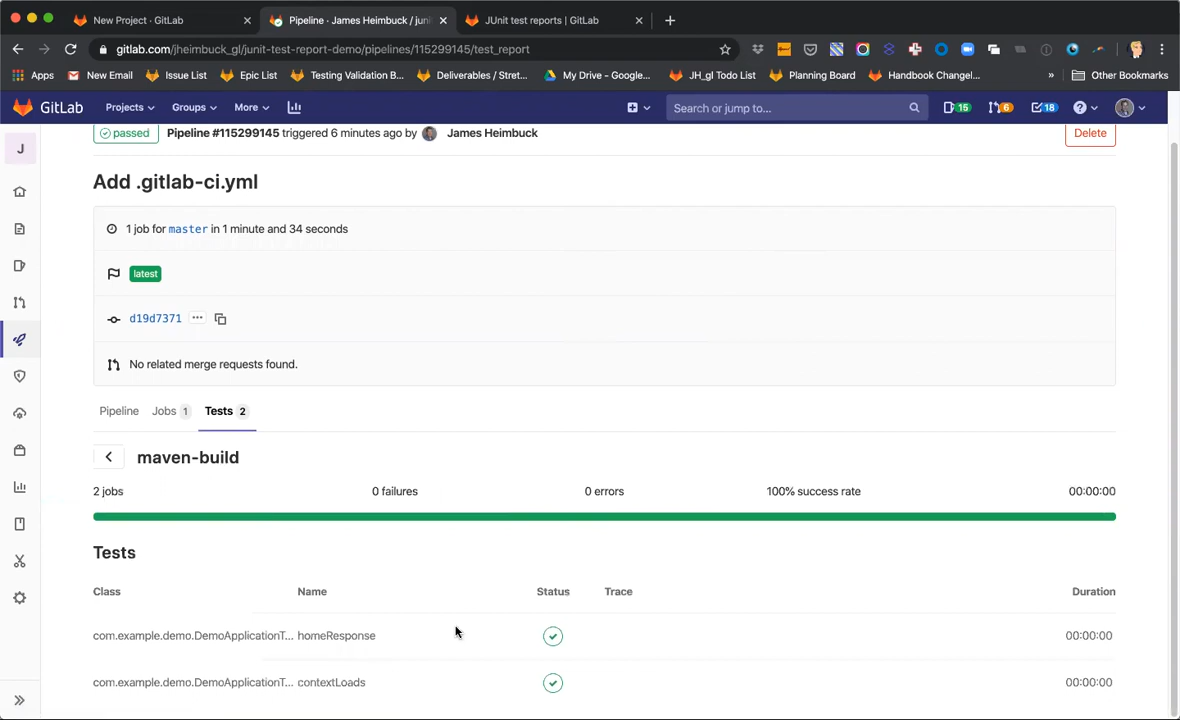 New Project · GitLab
Pipeline · James Heimbuck / juni
JUnit test reports | GitLab
gitlab.com/jheimbuck_gl/junit-test-report-demo/pipelines/115299145/test_report
Apps
New Email
Issue List
Epic List
Testing Validation B...
Deliverables / Stret...
My Drive – Google...
JH_gl Todo List
Planning Board
Handbook Changel...
»
Other Bookmarks
GitLab
Projects
Groups
More
Search or jump to...
15
6
18
passed
Pipeline #115299145 triggered 6 minutes ago by James Heimbuck
Delete
J
Add .gitlab-ci.yml
1 job for master in 1 minute and 34 seconds
latest
d19d7371 ···
No related merge requests found.
Pipeline Jobs 1 Tests 2
maven-build
2 jobs 0 failures 0 errors 100% success rate 00:00:00
Tests
Class Name Status Trace Duration
com.example.demo.DemoApplicationT... homeResponse 00:00:00
com.example.demo.DemoApplicationT... contextLoads 00:00:00